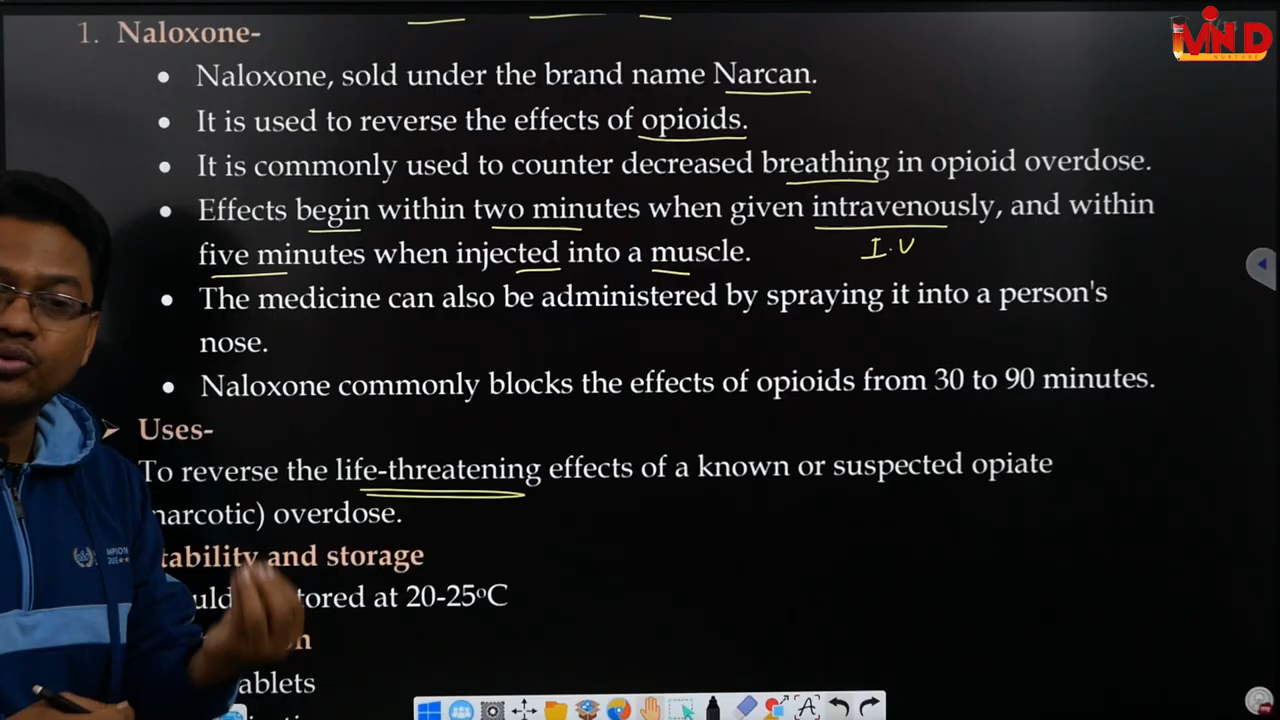 1. Naloxone-
• Naloxone, sold under the brand name Narcan.
• It is used to reverse the effects of opioids.
• It is commonly used to counter decreased breathing in opioid overdose.
• Effects begin within two minutes when given intravenously, and within
five minutes when injected into a muscle.
I.V
• The medicine can also be administered by spraying it into a person's
nose.
• Naloxone commonly blocks the effects of opioids from 30 to 90 minutes.
➤ Uses-
To reverse the life-threatening effects of a known or suspected opiate
narcotic) overdose.
tability and storage
tored at 20-25°C
ablets
MIND
NURTURE